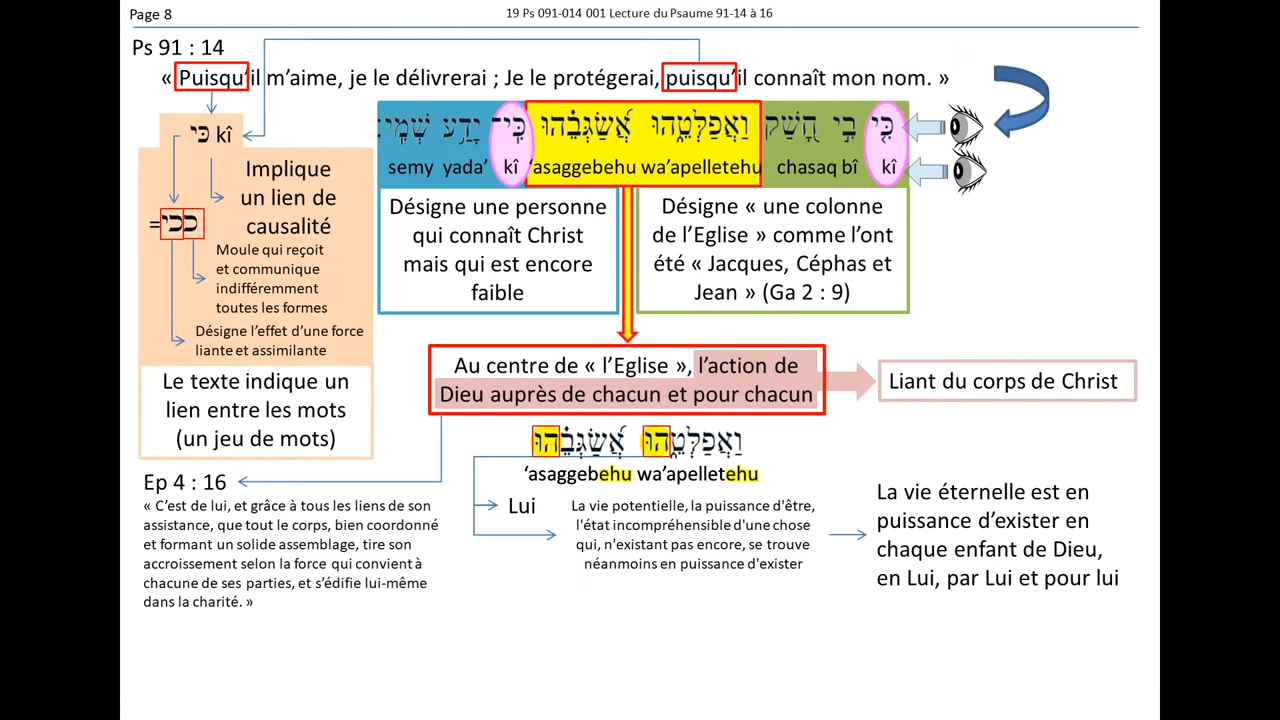 Page 8
19 Ps 091-014 001 Lecture du Psaume 91-14 à 16
Ps 91 : 14
« Puisqu’il m’aime, je le délivrerai ; Je le protégerai, puisqu’il connaît mon nom. »
כִּי kî
Implique
un lien de
causalité
=ככי
Moule qui reçoit
et communique
indifféremment
toutes les formes
Désigne l’effet d’une force
liante et assimilante
Le texte indique un
lien entre les mots
(un jeu de mots)
כִּ֤י בִ֣י חָ֭שַׁק וַאֲפַלְּטֵ֑הוּ אֲ֝שַׂגְּבֵ֗הוּ כִּֽי־ יָדַ֥ע שְׁמִֽי׃
semy yada’ kî ‘asaggebehu wa’apelletehu chasaq bî kî
Désigne une personne
qui connaît Christ
mais qui est encore
faible
Désigne « une colonne
de l’Eglise » comme l’ont
été « Jacques, Céphas et
Jean » (Ga 2 : 9)
Au centre de « l’Eglise », l’action de
Dieu auprès de chacun et pour chacun
Liant du corps de Christ
וַאֲפַלְּטֵ֑הוּ אֲ֝שַׂגְּבֵ֗הוּ
‘asaggebehu wa’apelletehu
Lui
La vie potentielle, la puissance d'être,
l'état incompréhensible d'une chose
qui, n'existant pas encore, se trouve
néanmoins en puissance d'exister
La vie éternelle est en
puissance d’exister en
chaque enfant de Dieu,
en Lui, par Lui et pour lui
Ep 4 : 16
« C’est de lui, et grâce à tous les liens de son
assistance, que tout le corps, bien coordonné
et formant un solide assemblage, tire son
accroissement selon la force qui convient à
chacune de ses parties, et s’édifie lui-même
dans la charité. »